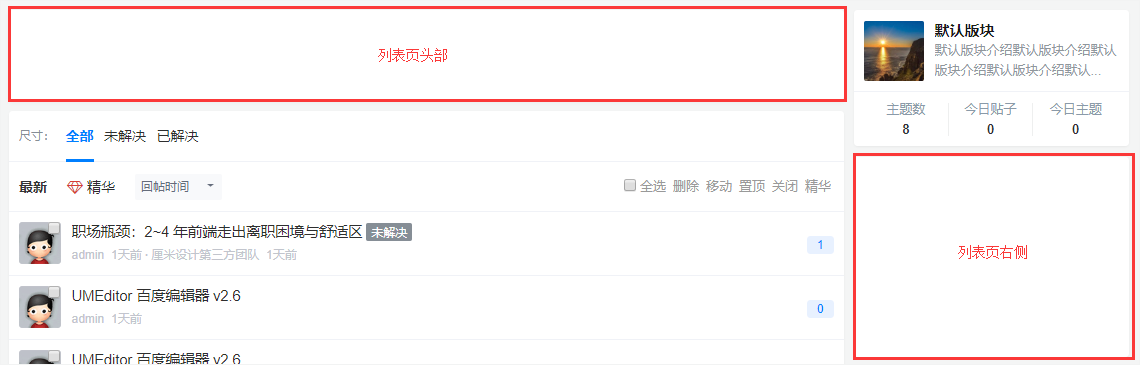 列表页头部
尺寸： 全部 未解决 已解决
最新 精华 回帖时间 全选 删除 移动 置顶 关闭 精华
职场瓶颈：2~4 年前端走出离职困境与舒适区 未解决
admin 1天前 · 厘米设计第三方团队 1天前
1
UMEditor 百度编辑器 v2.6
admin 1天前
0
UMEditor 百度编辑器 v2.6
默认版块
默认版块介绍默认版块介绍默认
版块介绍默认版块介绍默认...
主题数 今日贴子 今日主题
8 0 0
列表页右侧